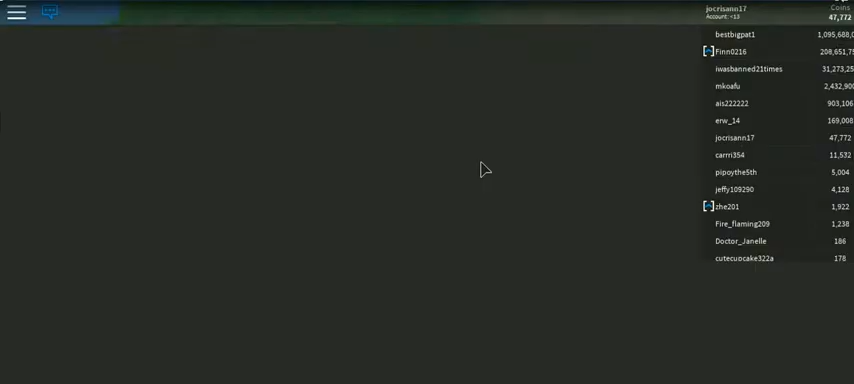 jocrisann17 Coins
Account: <13 47,772
bestbigpat1 1,095,688,0
Finn0216 208,651,75
iwasbanned21times 31,273,25
mkoafu 2,432,900
ais222222 903,106
erw_14 169,008
jocrisann17 47,772
carrri354 11,532
pipoythe5th 5,004
jeffy109290 4,128
zhe201 1,922
Fire_flaming209 1,238
Doctor_Janelle 186
cutecupcake322a 178